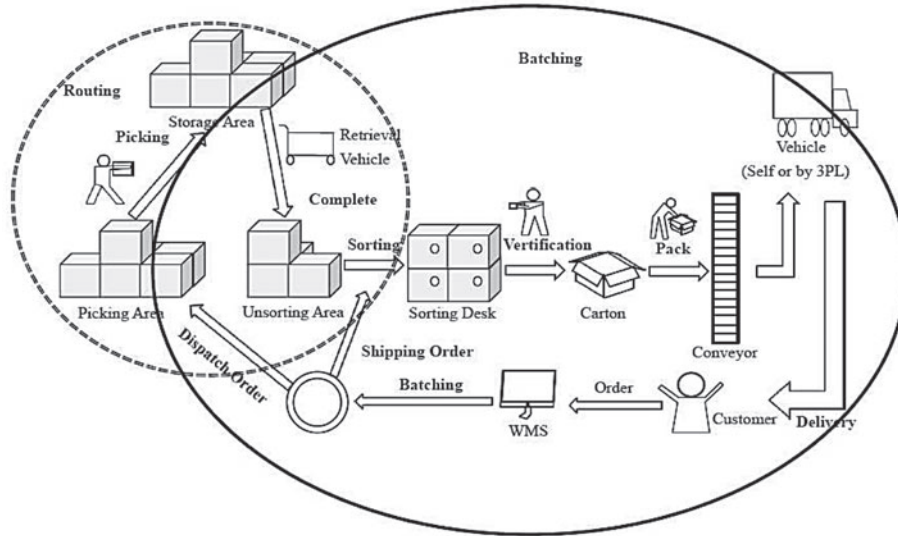 Batching
Routing
Storage Area
Picking
Retrieval
Vehicle
Vehicle
(Self or by 3PL)
Complete
Sorting
Vertification
Pack
Picking Area
Unsorting Area
Sorting Desk
Carton
Conveyor
Dispatch Order
Shipping Order
Batching
Order
WMS
Customer
Delivery